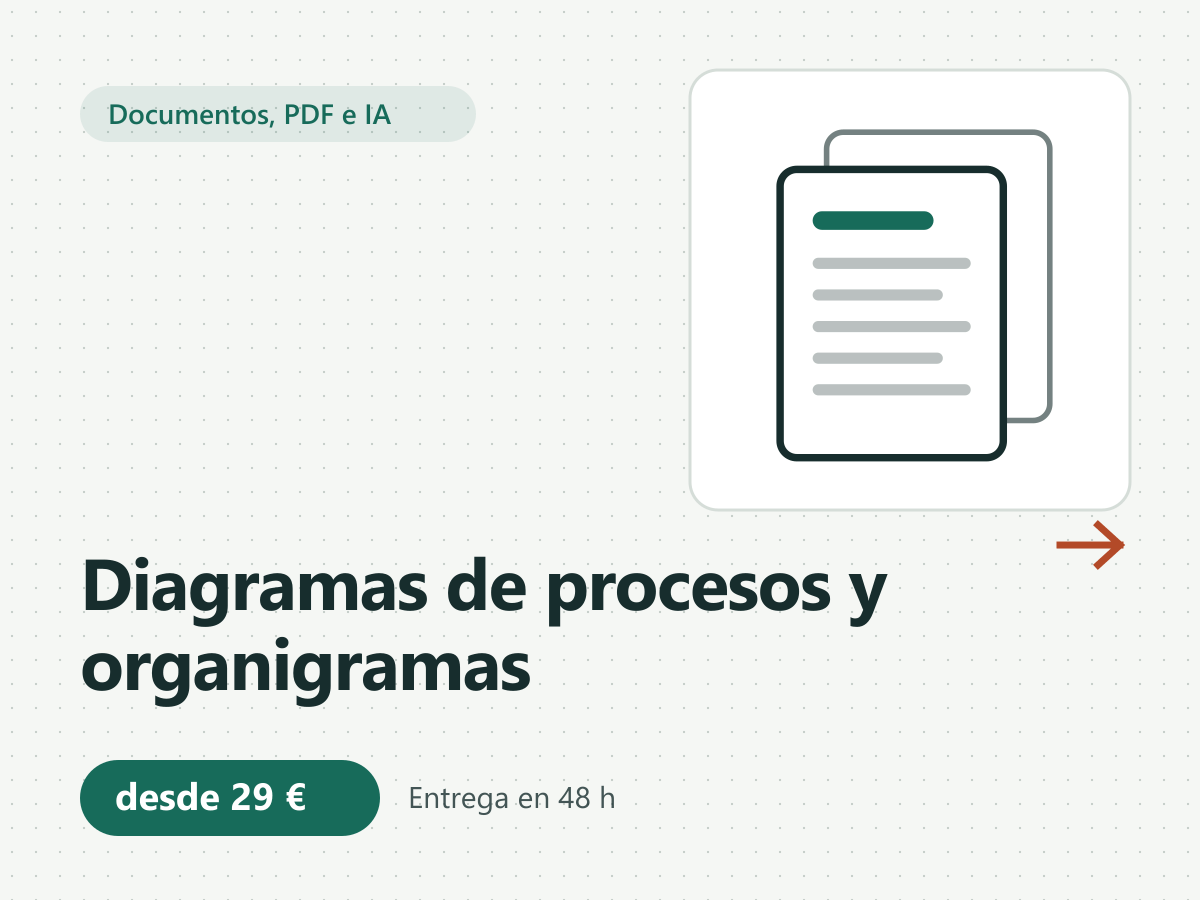 Documentos, PDF e IA
Diagramas de procesos y
organigramas
desde 29 €
Entrega en 48 h